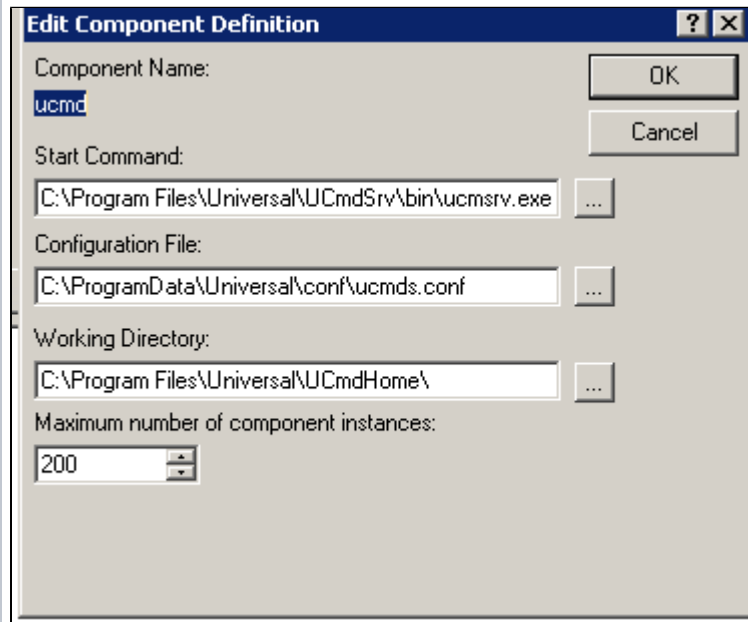 Edit Component Definition
Component Name:
ucmd
OK
Cancel
Start Command:
C:\Program Files\Universal\UCmdSrv\bin\ucmsrv.exe
...
Configuration File:
C:\ProgramData\Universal\conf\ucmds.conf
...
Working Directory:
C:\Program Files\Universal\UCmdHome\
...
Maximum number of component instances:
200